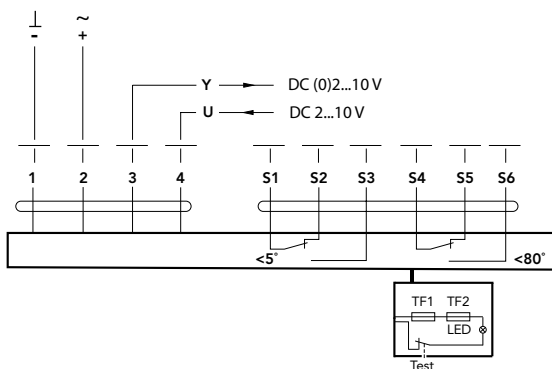 ⊥ ~
- +
Y DC (0)2...10 V
U DC 2...10 V
1 2 3 4 S1 S2 S3 S4 S5 S6
<5° <80°
TF1 TF2
LED
Test